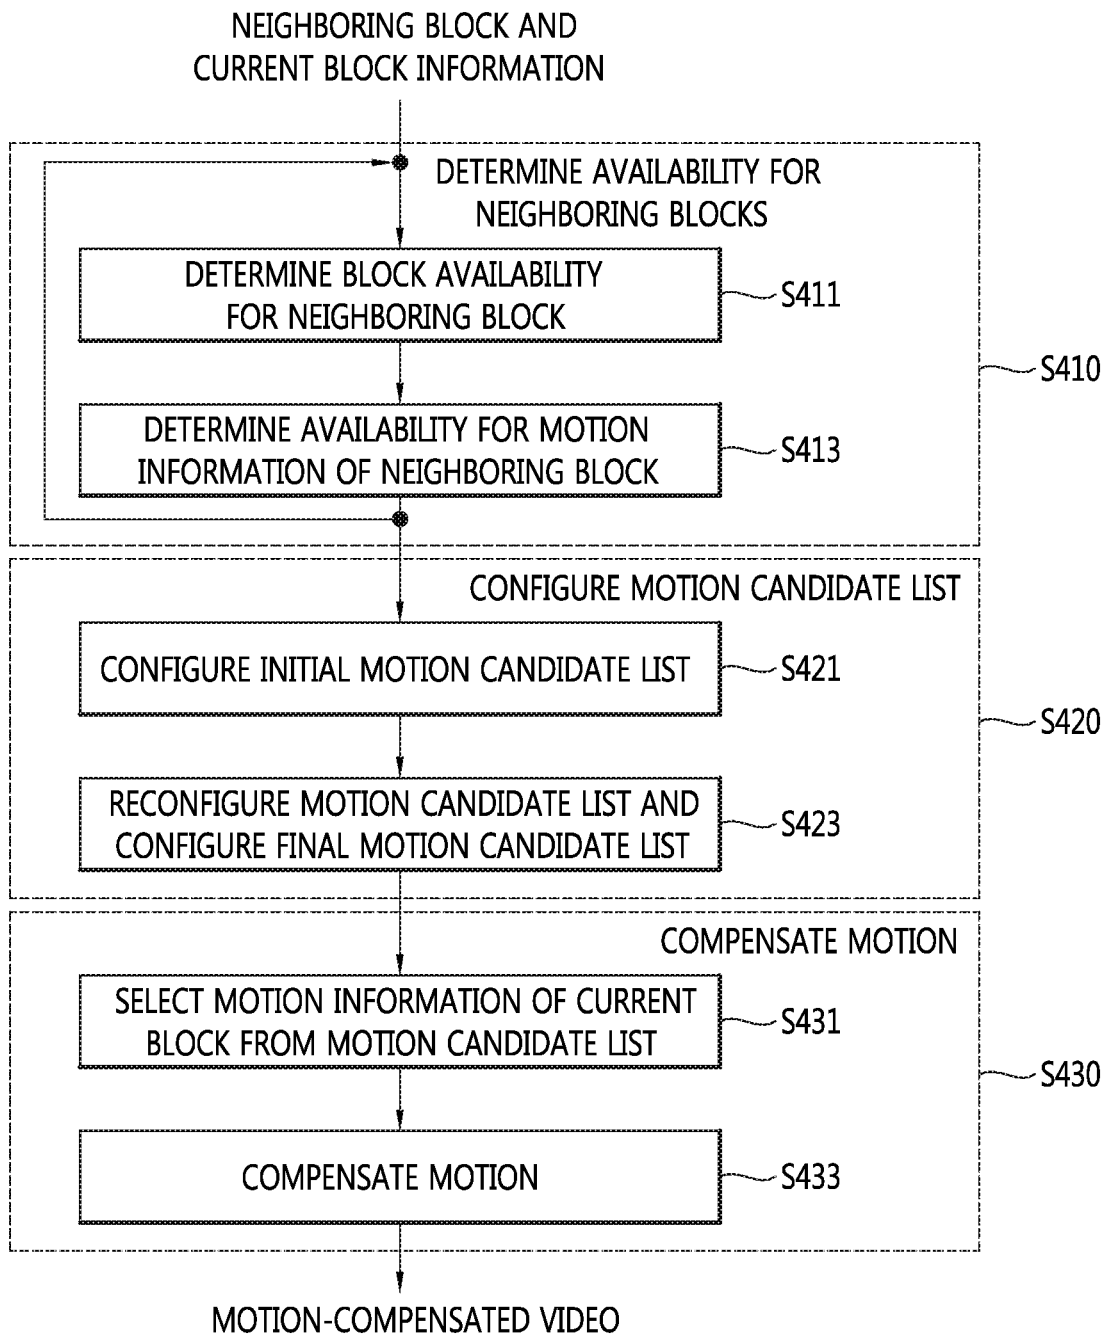 NEIGHBORING BLOCK AND
CURRENT BLOCK INFORMATION
DETERMINE AVAILABILITY FOR
NEIGHBORING BLOCKS
DETERMINE BLOCK AVAILABILITY
FOR NEIGHBORING BLOCK
S411
S410
DETERMINE AVAILABILITY FOR MOTION
INFORMATION OF NEIGHBORING BLOCK
S413
CONFIGURE MOTION CANDIDATE LIST
CONFIGURE INITIAL MOTION CANDIDATE LIST
S421
S420
RECONFIGURE MOTION CANDIDATE LIST AND
CONFIGURE FINAL MOTION CANDIDATE LIST
S423
COMPENSATE MOTION
SELECT MOTION INFORMATION OF CURRENT
BLOCK FROM MOTION CANDIDATE LIST
S431
S430
COMPENSATE MOTION
S433
MOTION-COMPENSATED VIDEO